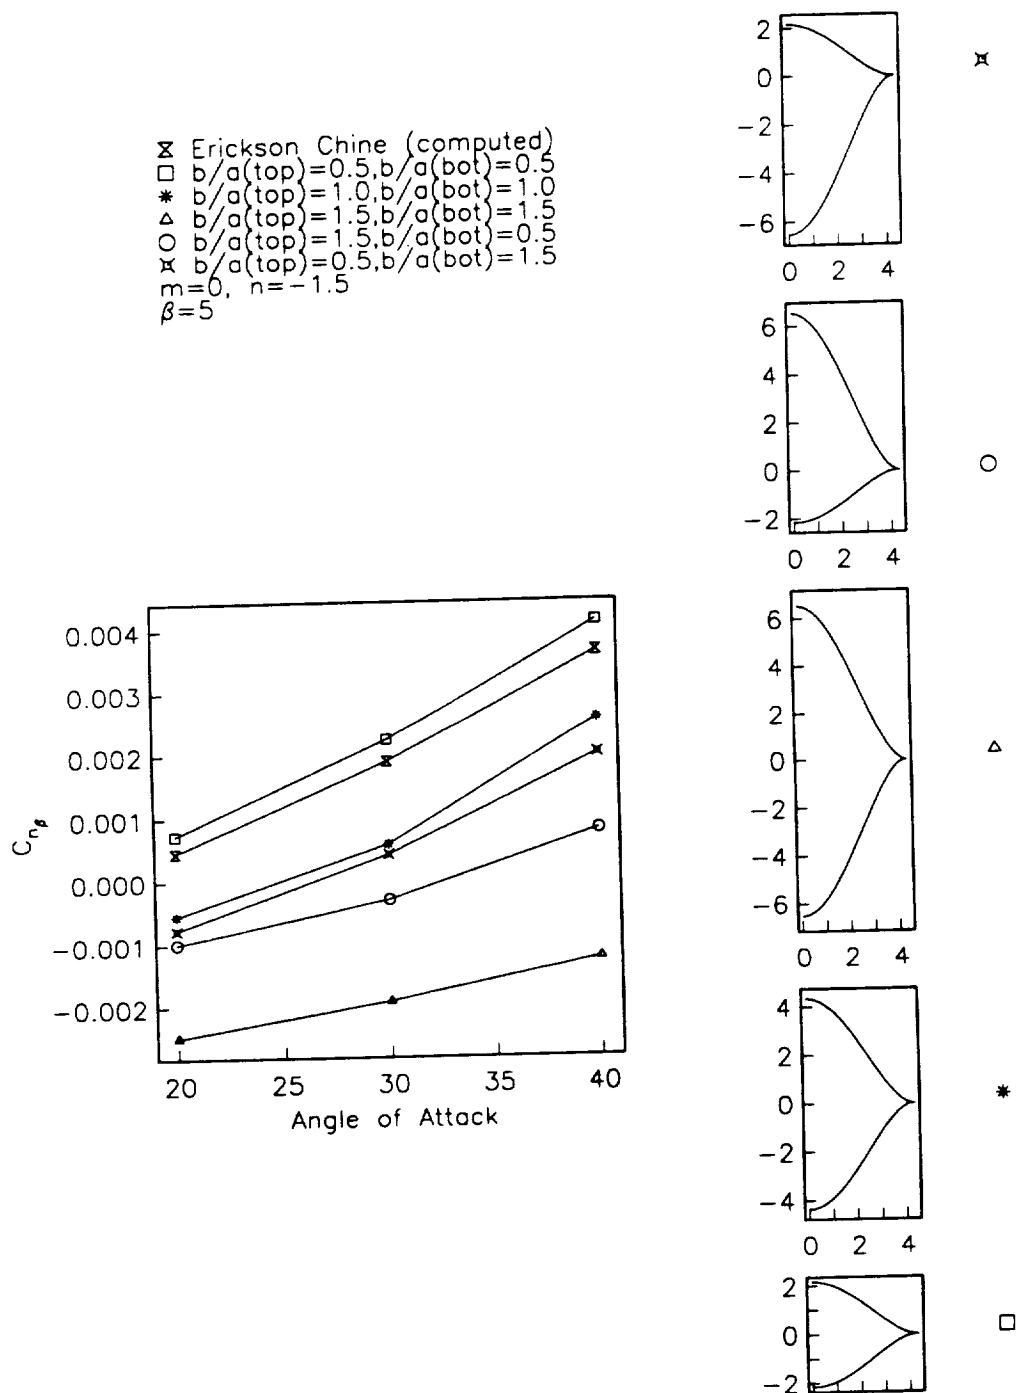 Erickson Chine (computed)
b/a(top)=0.5,b/a(bot)=0.5
b/a(top)=1.0,b/a(bot)=1.0
b/a(top)=1.5,b/a(bot)=1.5
b/a(top)=1.5,b/a(bot)=0.5
b/a(top)=0.5,b/a(bot)=1.5
m=0, n=−1.5
β=5
2
0
−2
−4
−6
0 2 4
6
4
2
0
−2
0 2 4
6
4
2
0
−2
−4
−6
0 2 4
4
2
0
−2
−4
0 2 4
2
0
−2
0.004
0.003
0.002
0.001
0.000
−0.001
−0.002
Cnβ
20 25 30 35 40
Angle of Attack